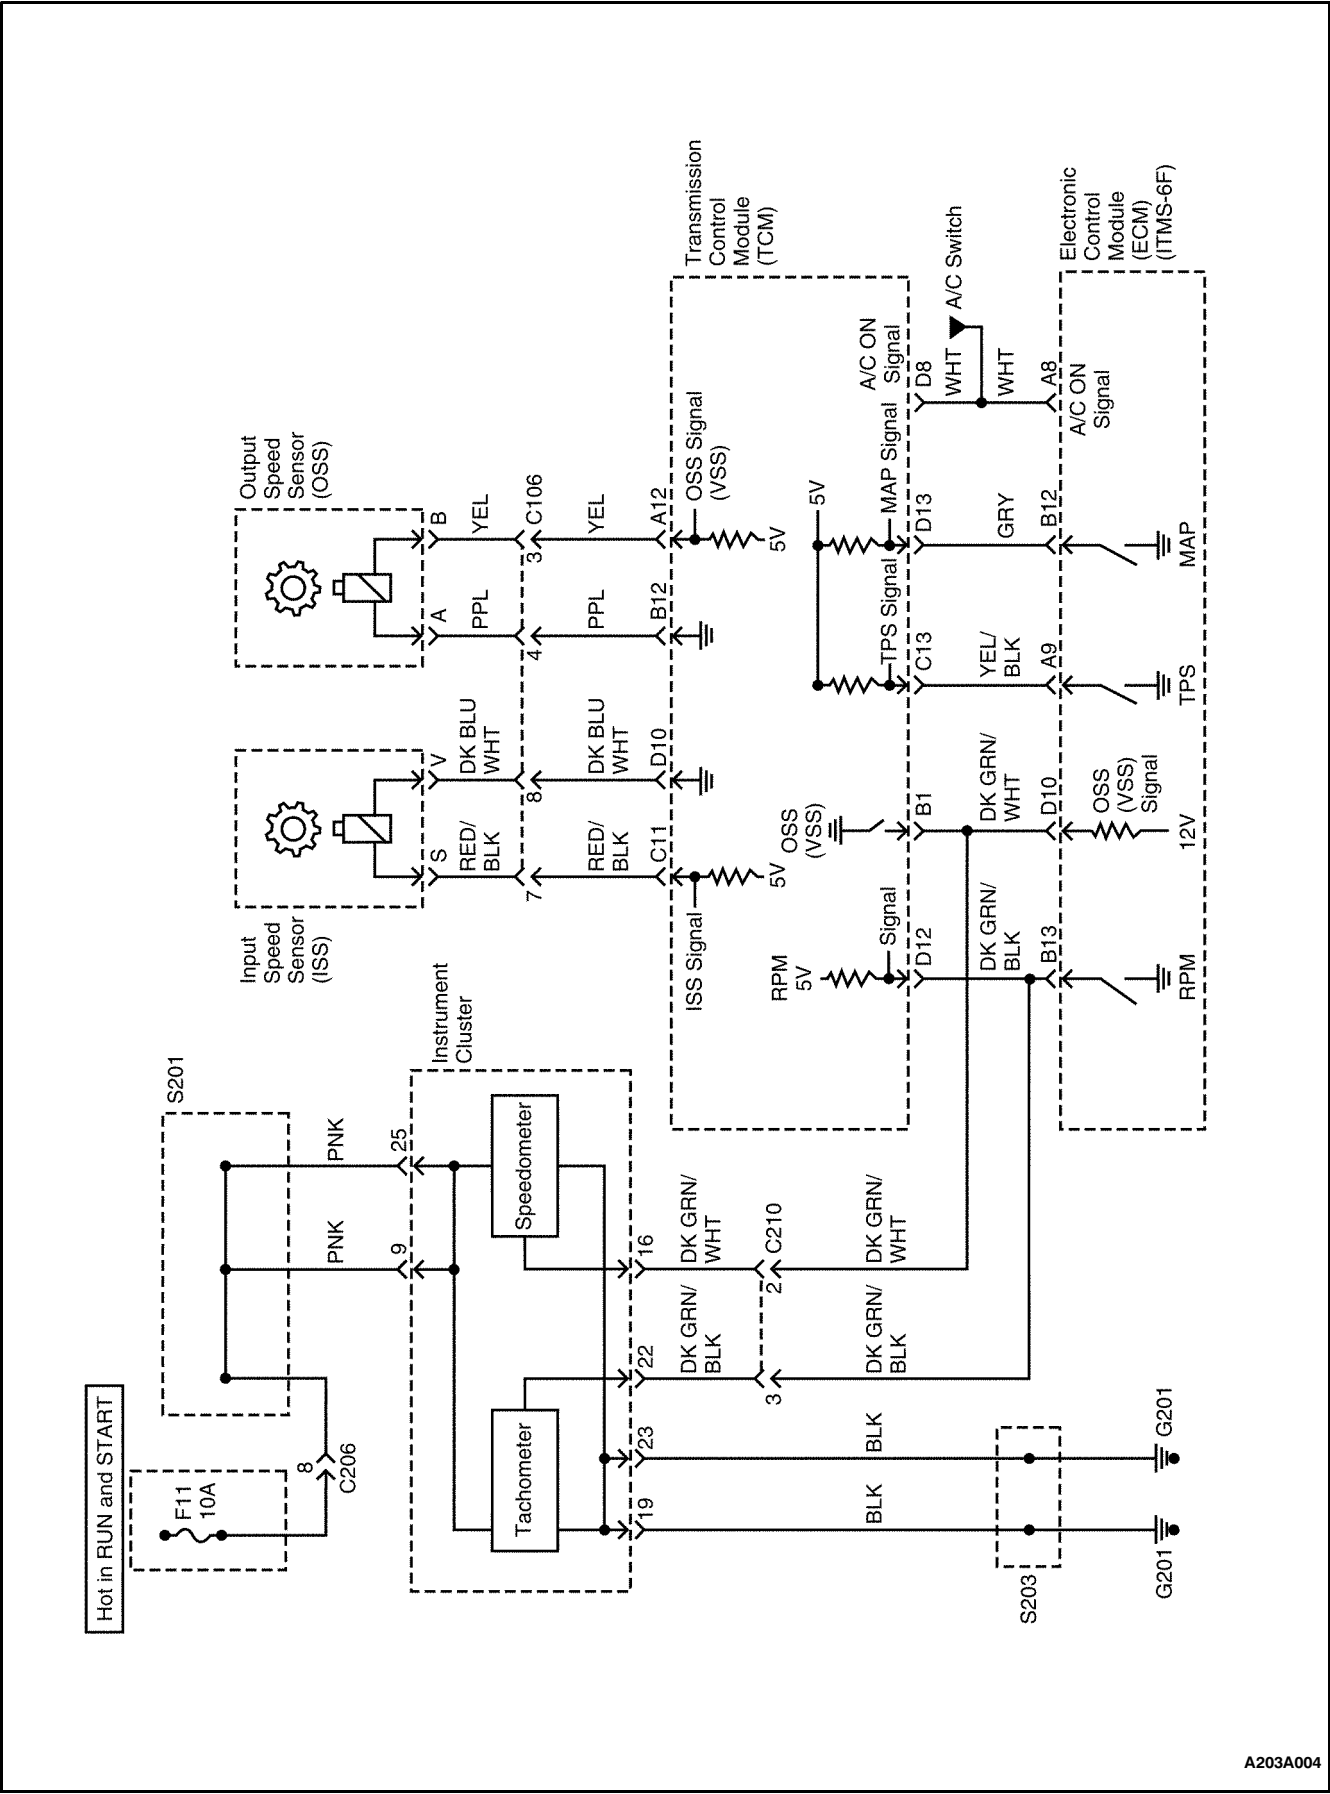 Hot in RUN and START
F11
10A
8
C206
S201
PNK
PNK
9
25
Instrument
Cluster
Tachometer
Speedometer
19
23
22
16
DK GRN/
BLK
DK GRN/
WHT
3
2
C210
BLK
BLK
DK GRN/
BLK
DK GRN/
WHT
S203
G201
G201
Input
Speed
Sensor
(ISS)
Output
Speed
Sensor
(OSS)
S
V
A
B
RED/
BLK
DK BLU
WHT
PPL
YEL
7
8
4
3
C106
RED/
BLK
DK BLU
WHT
PPL
YEL
C11
D10
B12
A12
Transmission
Control
Module
(TCM)
ISS Signal
OSS Signal
(VSS)
5V
5V
RPM
5V
OSS
(VSS)
5V
Signal
TPS Signal
MAP Signal
A/C ON
Signal
D12
B1
C13
D13
D8
DK GRN/
BLK
DK GRN/
WHT
YEL/
BLK
GRY
WHT
WHT
A/C Switch
B13
D10
A9
B12
A8
Electronic
Control
Module
(ECM)
(ITMS-6F)
OSS
(VSS)
Signal
A/C ON
Signal
RPM
12V
TPS
MAP
A203A004